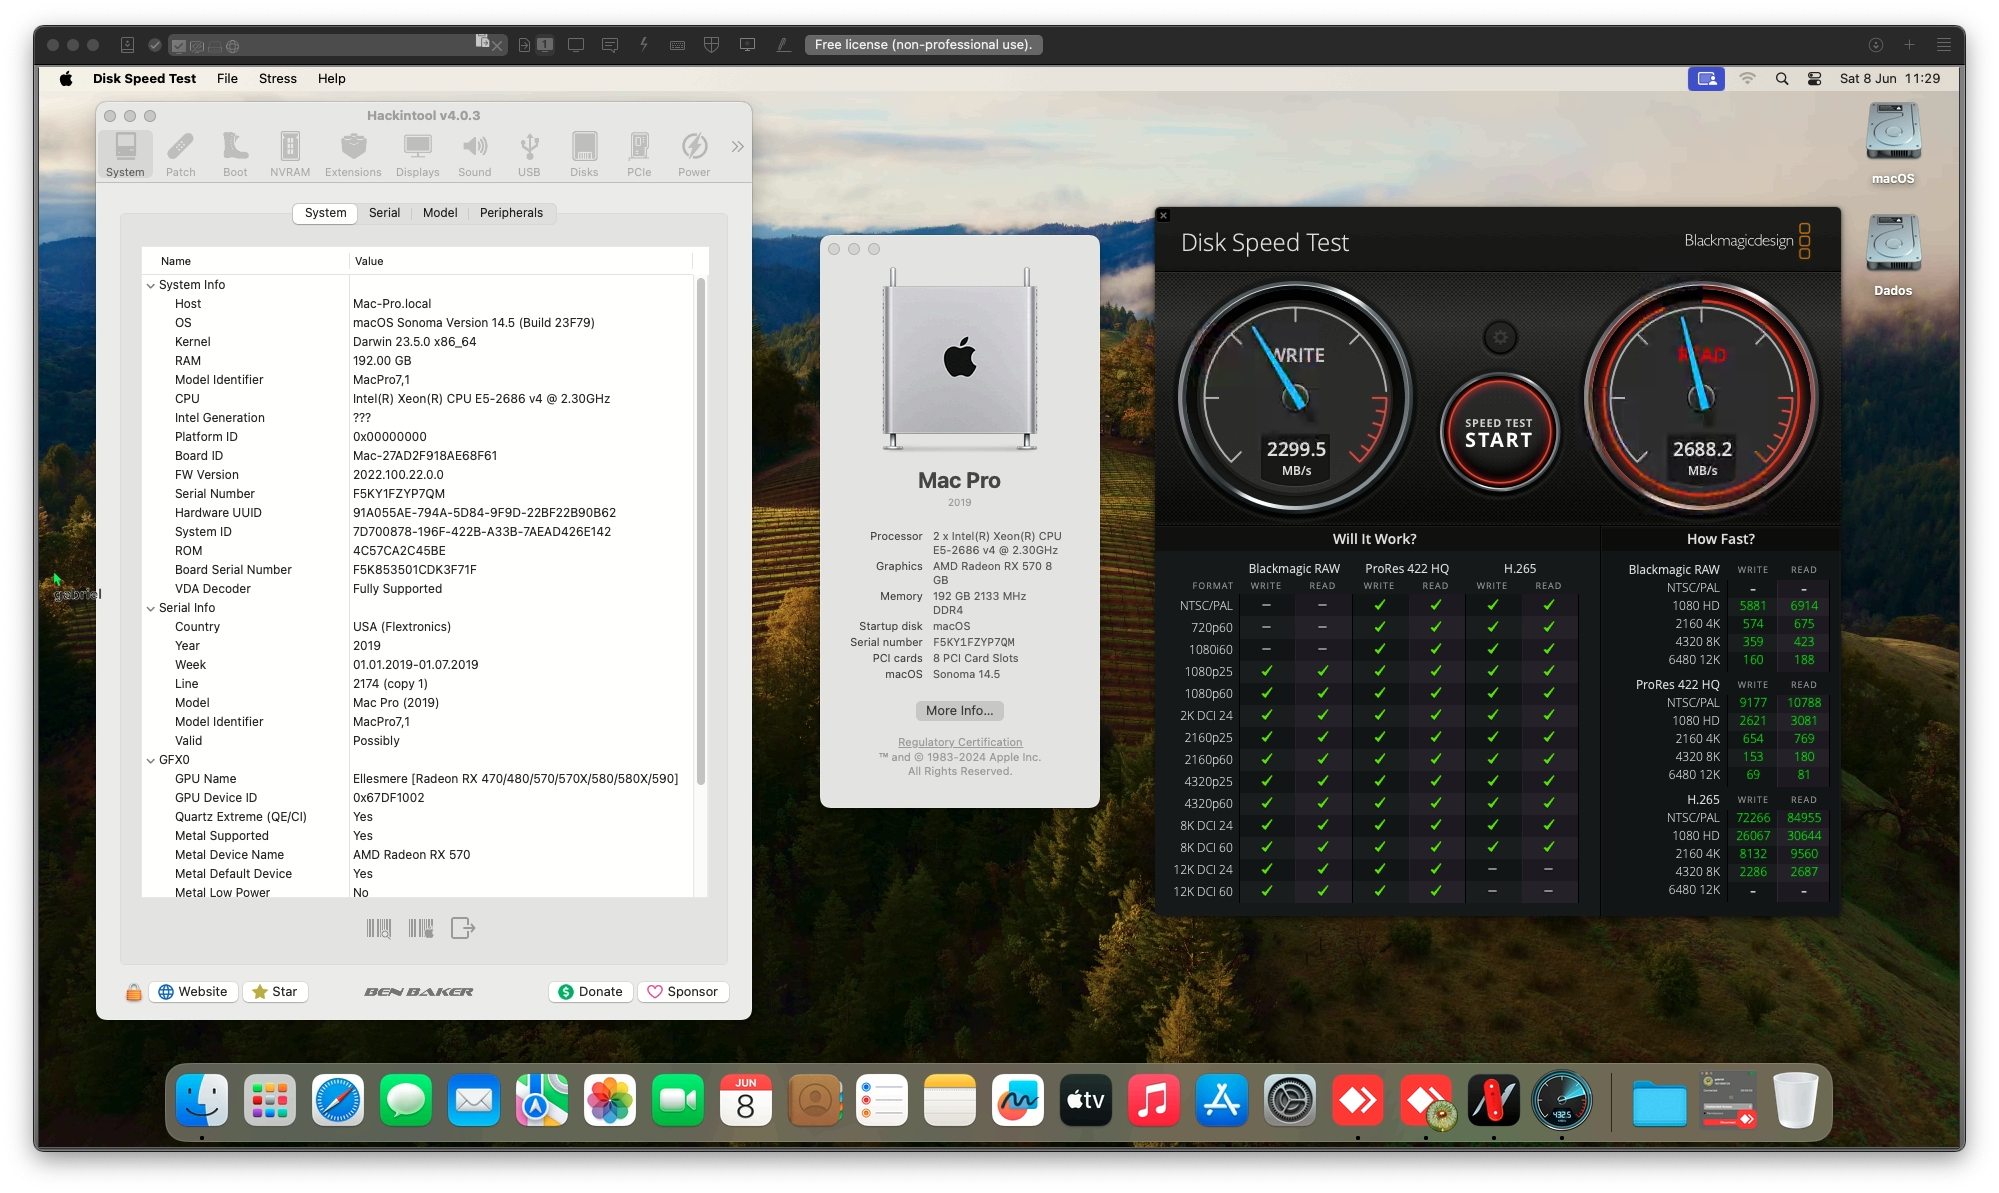 1
Free license (non-professional use).
Disk Speed Test File Stress Help
Sat 8 Jun 11:29
Hackintool v4.0.3
System Patch Boot NVRAM Extensions Displays Sound USB Disks PCIe Power
System Serial Model Peripherals
Name Value
System Info
Host Mac-Pro.local
OS macOS Sonoma Version 14.5 (Build 23F79)
Kernel Darwin 23.5.0 x86_64
RAM 192.00 GB
Model Identifier MacPro7,1
CPU Intel(R) Xeon(R) CPU E5-2686 v4 @ 2.30GHz
Intel Generation ???
Platform ID 0x00000000
Board ID Mac-27AD2F918AE68F61
FW Version 2022.100.22.0.0
Serial Number F5KY1FZYP7QM
Hardware UUID 91A055AE-794A-5D84-9F9D-22BF22B90B62
System ID 7D700878-196F-422B-A33B-7AEAD426E142
ROM 4C57CA2C45BE
Board Serial Number F5K853501CDK3F71F
VDA Decoder Fully Supported
Serial Info
Country USA (Flextronics)
Year 2019
Week 01.01.2019-01.07.2019
Line 2174 (copy 1)
Model Mac Pro (2019)
Model Identifier MacPro7,1
Valid Possibly
GFX0
GPU Name Ellesmere [Radeon RX 470/480/570/570X/580/580X/590]
GPU Device ID 0x67DF1002
Quartz Extreme (QE/CI) Yes
Metal Supported Yes
Metal Device Name AMD Radeon RX 570
Metal Default Device Yes
Metal Low Power No
Website Star BEN BAKER Donate Sponsor
gabriel
Mac Pro
2019
Processor 2 x Intel(R) Xeon(R) CPU
E5-2686 v4 @ 2.30GHz
Graphics AMD Radeon RX 570 8
GB
Memory 192 GB 2133 MHz
DDR4
Startup disk macOS
Serial number F5KY1FZYP7QM
PCI cards 8 PCI Card Slots
macOS Sonoma 14.5
More Info...
Regulatory Certification
™ and © 1983-2024 Apple Inc.
All Rights Reserved.
Disk Speed Test Blackmagicdesign
WRITE
2299.5
MB/s
SPEED TEST
START
READ
2688.2
MB/s
Will It Work?
Blackmagic RAW ProRes 422 HQ H.265
FORMAT WRITE READ WRITE READ WRITE READ
NTSC/PAL – – ✓ ✓ ✓ ✓
720p60 – – ✓ ✓ ✓ ✓
1080i60 – – ✓ ✓ ✓ ✓
1080p25 ✓ ✓ ✓ ✓ ✓ ✓
1080p60 ✓ ✓ ✓ ✓ ✓ ✓
2K DCI 24 ✓ ✓ ✓ ✓ ✓ ✓
2160p25 ✓ ✓ ✓ ✓ ✓ ✓
2160p60 ✓ ✓ ✓ ✓ ✓ ✓
4320p25 ✓ ✓ ✓ ✓ ✓ ✓
4320p60 ✓ ✓ ✓ ✓ ✓ ✓
8K DCI 24 ✓ ✓ ✓ ✓ ✓ ✓
8K DCI 60 ✓ ✓ ✓ ✓ ✓ ✓
12K DCI 24 ✓ ✓ ✓ ✓ – –
12K DCI 60 ✓ ✓ ✓ ✓ – –
How Fast?
Blackmagic RAW WRITE READ
NTSC/PAL - -
1080 HD 5881 6914
2160 4K 574 675
4320 8K 359 423
6480 12K 160 188
ProRes 422 HQ WRITE READ
NTSC/PAL 9177 10788
1080 HD 2621 3081
2160 4K 654 769
4320 8K 153 180
6480 12K 69 81
H.265 WRITE READ
NTSC/PAL 72266 84955
1080 HD 26067 30644
2160 4K 8132 9560
4320 8K 2286 2687
6480 12K - -
macOS
Dados
JUN
8
tv
432.5